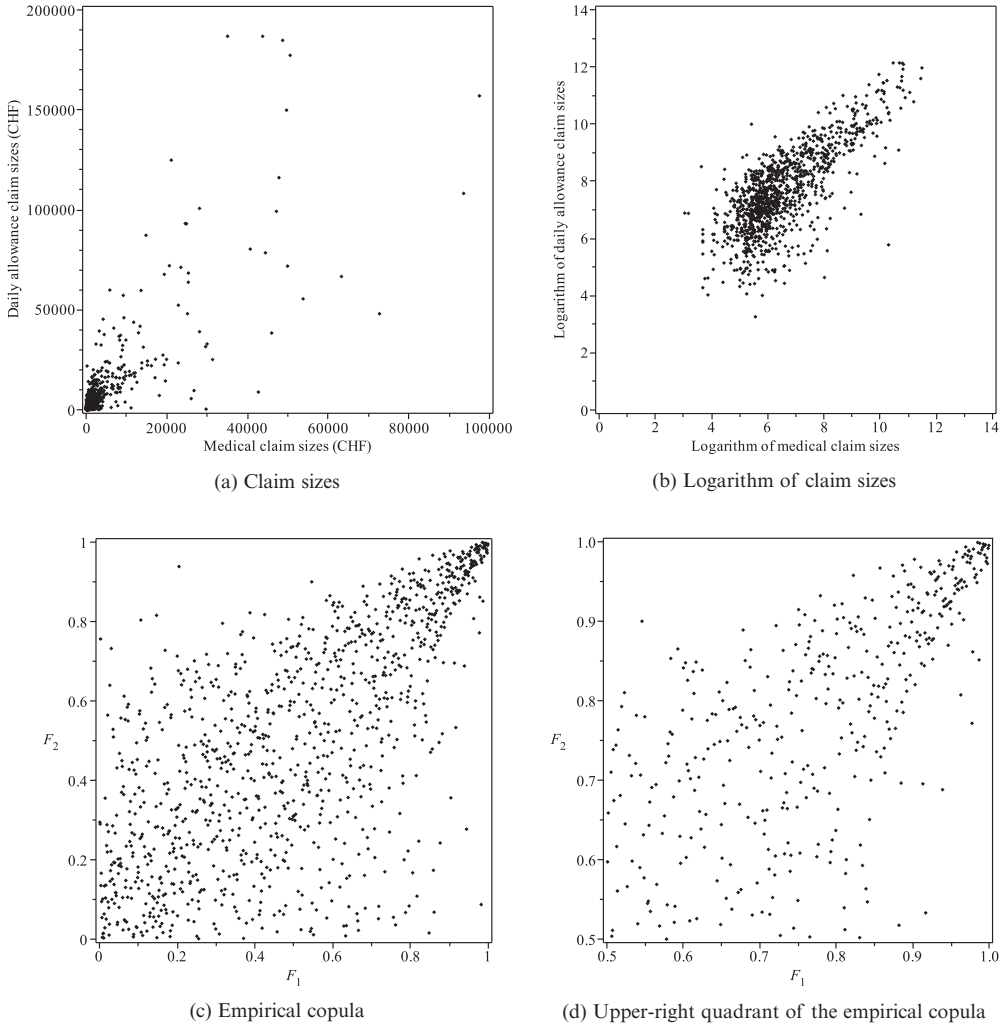 200000
150000
100000
50000
0
Daily allowance claim sizes (CHF)
0 20000 40000 60000 80000 100000
Medical claim sizes (CHF)
(a) Claim sizes
14
12
10
8
6
4
2
0
Logarithm of daily allowance claim sizes
0 2 4 6 8 10 12 14
Logarithm of medical claim sizes
(b) Logarithm of claim sizes
1
0.8
0.6
F2
0.4
0.2
0
0 0.2 0.4 0.6 0.8 1
F1
(c) Empirical copula
1.0
0.9
0.8
F2
0.7
0.6
0.5
0.5 0.6 0.7 0.8 0.9 1.0
F1
(d) Upper-right quadrant of the empirical copula